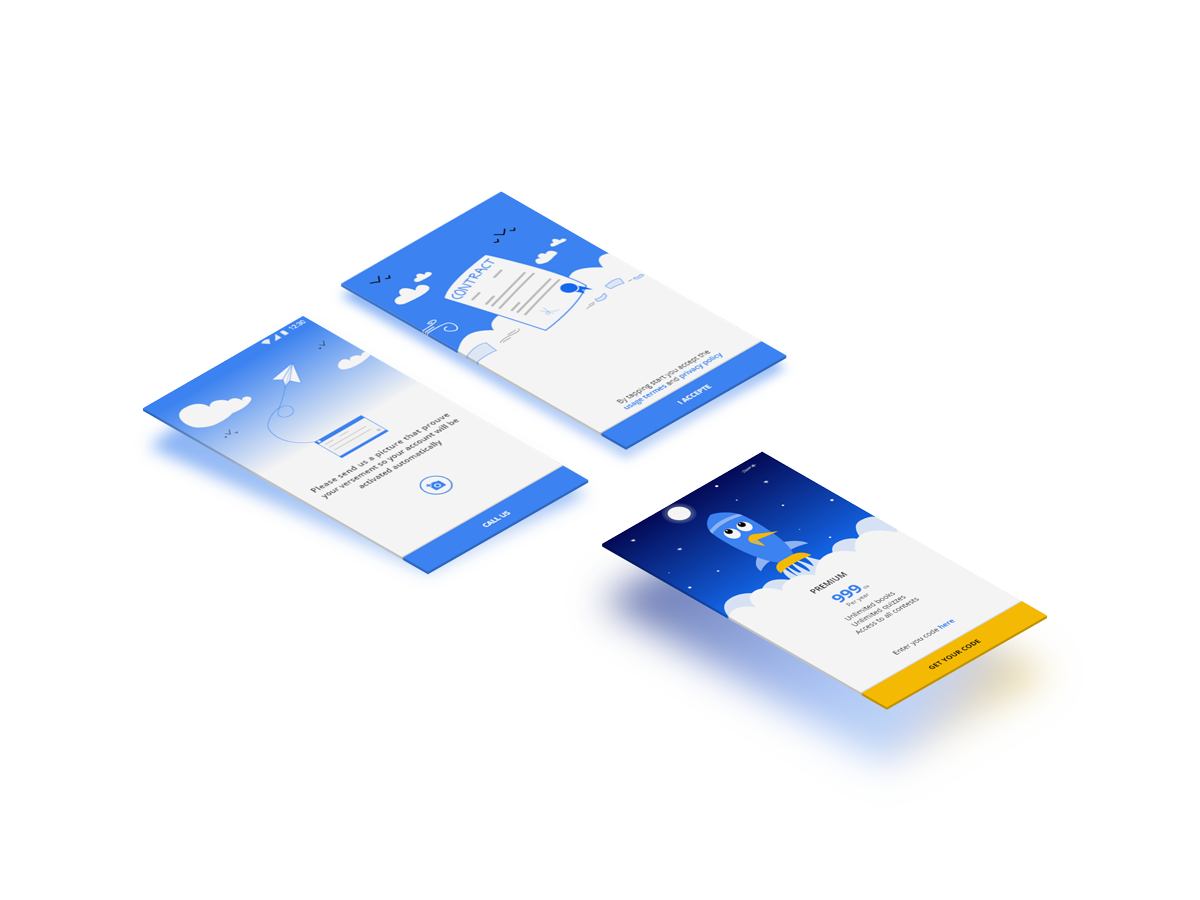 CONTRACT
By tapping start you accept the
usage termes and privacy policy
I ACCEPTE
12:30
Please send us a picture that prouve
your versement so your account will be
activated automatically
CALL US
PREMIUM
999
Per year
Unlimited books
Unlimited quizzes
Access to all contests
Enter you code here
GET YOUR CODE